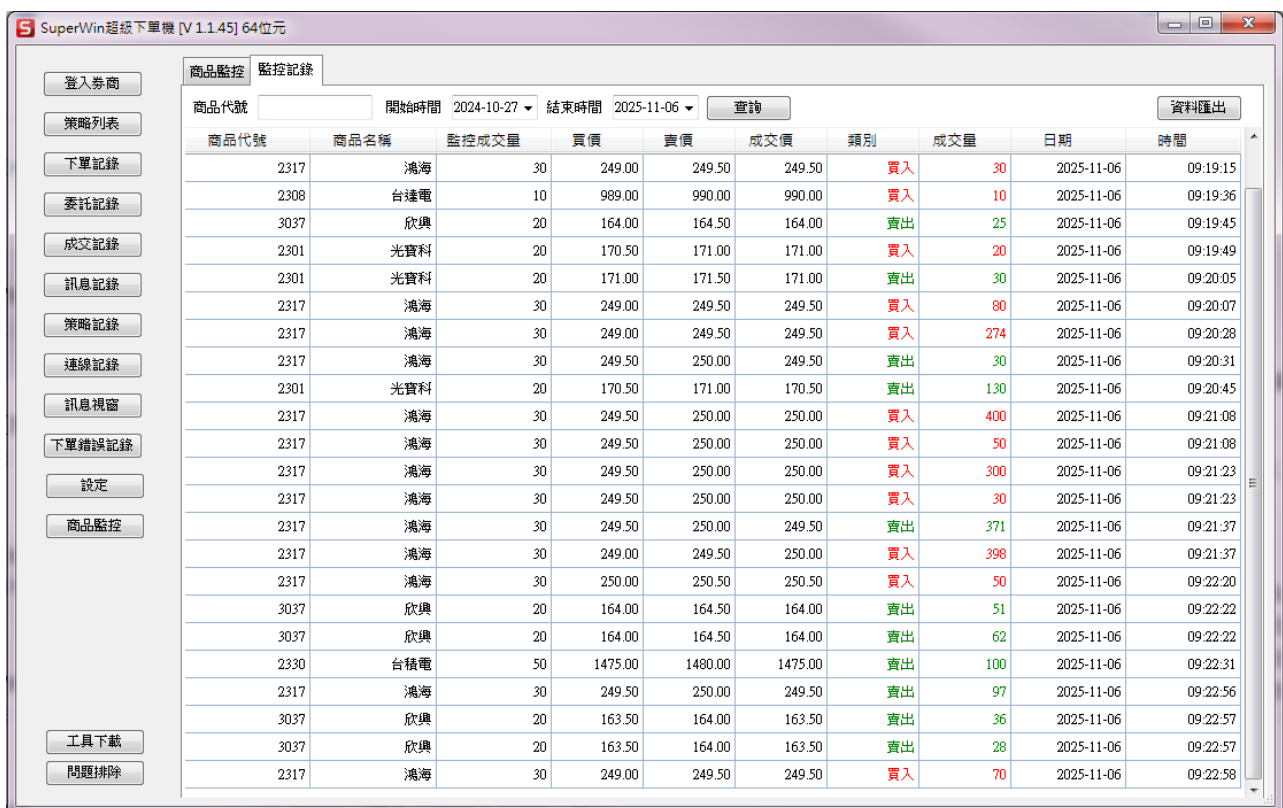 SuperWin超級下單機 [V 1.1.45] 64位元
登入券商
策略列表
下單記錄
委託記錄
成交記錄
訊息記錄
策略記錄
連線記錄
訊息視窗
下單錯誤記錄
設定
商品監控
工具下載
問題排除
商品監控 監控記錄
商品代號 開始時間 2024-10-27 結束時間 2025-11-06 查詢 資料匯出
商品代號 商品名稱 監控成交量 買價 賣價 成交價 類別 成交量 日期 時間
2317 鴻海 30 249.00 249.50 249.50 買入 30 2025-11-06 09:19:15
2308 台達電 10 989.00 990.00 990.00 買入 10 2025-11-06 09:19:36
3037 欣興 20 164.00 164.50 164.00 賣出 25 2025-11-06 09:19:45
2301 光寶科 20 170.50 171.00 171.00 買入 20 2025-11-06 09:19:49
2301 光寶科 20 171.00 171.50 171.00 賣出 30 2025-11-06 09:20:05
2317 鴻海 30 249.00 249.50 249.50 買入 80 2025-11-06 09:20:07
2317 鴻海 30 249.00 249.50 249.50 買入 274 2025-11-06 09:20:28
2317 鴻海 30 249.50 250.00 249.50 賣出 30 2025-11-06 09:20:31
2301 光寶科 20 170.50 171.00 170.50 賣出 130 2025-11-06 09:20:45
2317 鴻海 30 249.50 250.00 250.00 買入 400 2025-11-06 09:21:08
2317 鴻海 30 249.50 250.00 250.00 買入 50 2025-11-06 09:21:08
2317 鴻海 30 249.50 250.00 250.00 買入 300 2025-11-06 09:21:23
2317 鴻海 30 249.50 250.00 250.00 買入 30 2025-11-06 09:21:23
2317 鴻海 30 249.50 250.00 249.50 賣出 371 2025-11-06 09:21:37
2317 鴻海 30 249.00 249.50 250.00 買入 398 2025-11-06 09:21:37
2317 鴻海 30 250.00 250.50 250.50 買入 50 2025-11-06 09:22:20
3037 欣興 20 164.00 164.50 164.00 賣出 51 2025-11-06 09:22:22
3037 欣興 20 164.00 164.50 164.00 賣出 62 2025-11-06 09:22:22
2330 台積電 50 1475.00 1480.00 1475.00 賣出 100 2025-11-06 09:22:31
2317 鴻海 30 249.50 250.00 249.50 賣出 97 2025-11-06 09:22:56
3037 欣興 20 163.50 164.00 163.50 賣出 36 2025-11-06 09:22:57
3037 欣興 20 163.50 164.00 163.50 賣出 28 2025-11-06 09:22:57
2317 鴻海 30 249.00 249.50 249.50 買入 70 2025-11-06 09:22:58